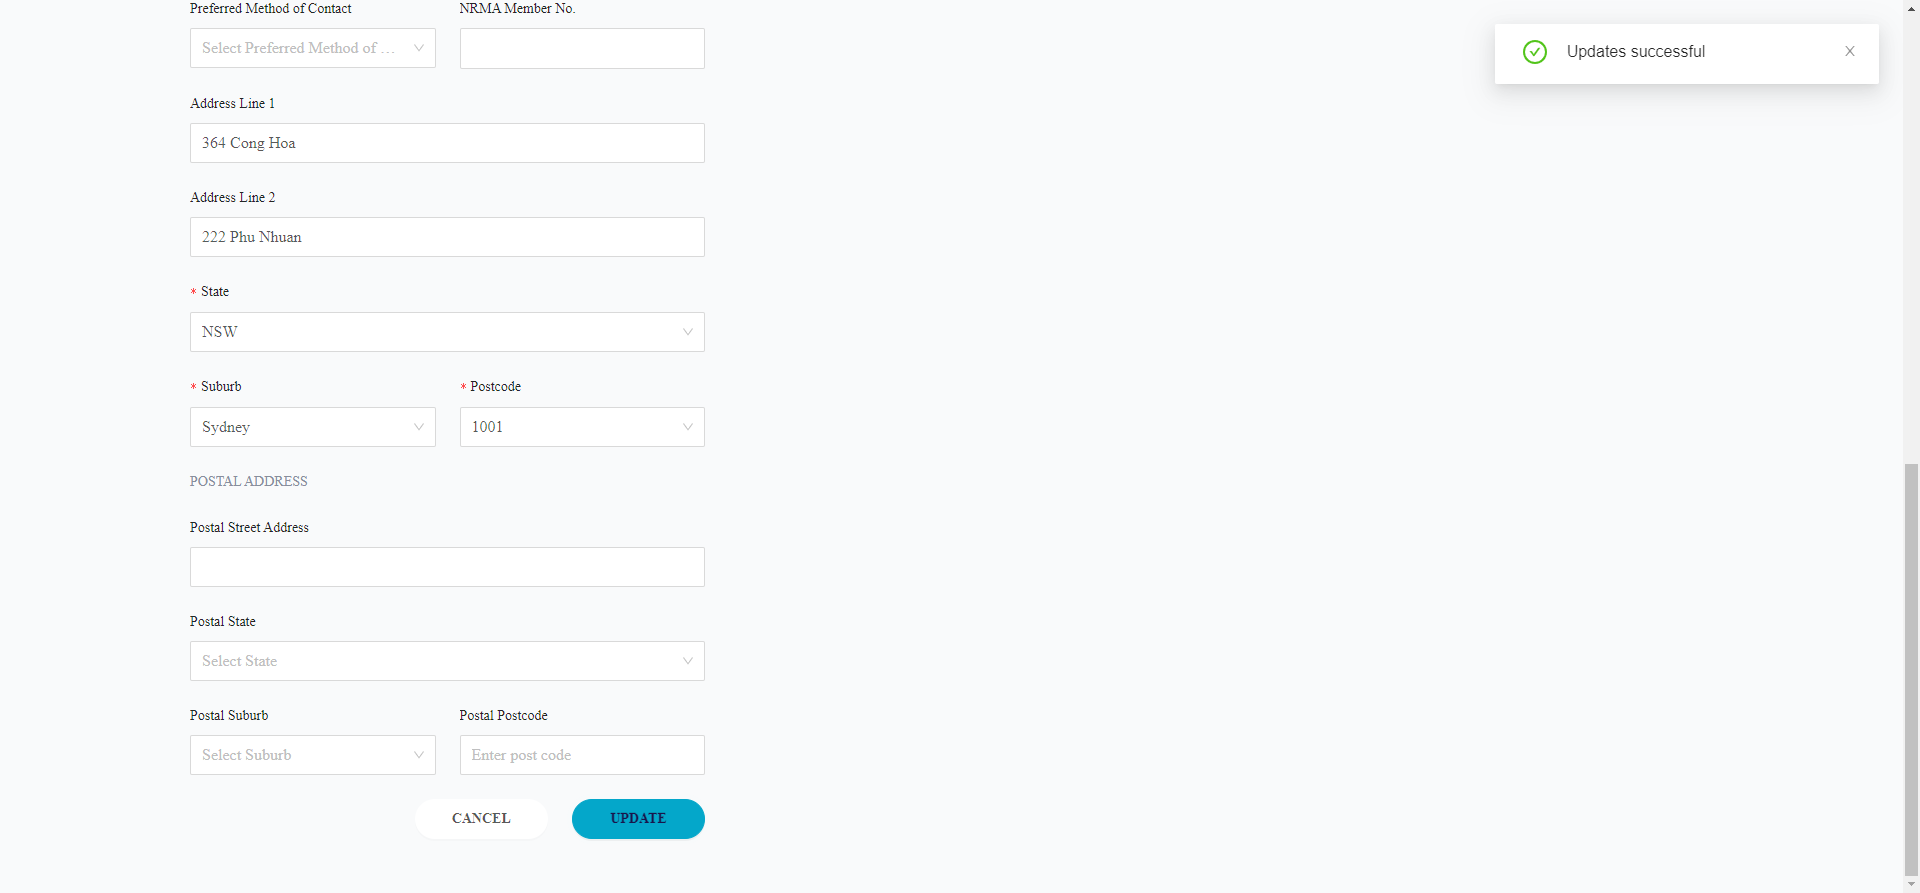 Preferred Method of Contact
NRMA Member No.
Select Preferred Method of ...
Updates successful
Address Line 1
364 Cong Hoa
Address Line 2
222 Phu Nhuan
* State
NSW
* Suburb
* Postcode
Sydney
1001
POSTAL ADDRESS
Postal Street Address
Postal State
Select State
Postal Suburb
Postal Postcode
Select Suburb
Enter post code
CANCEL
UPDATE